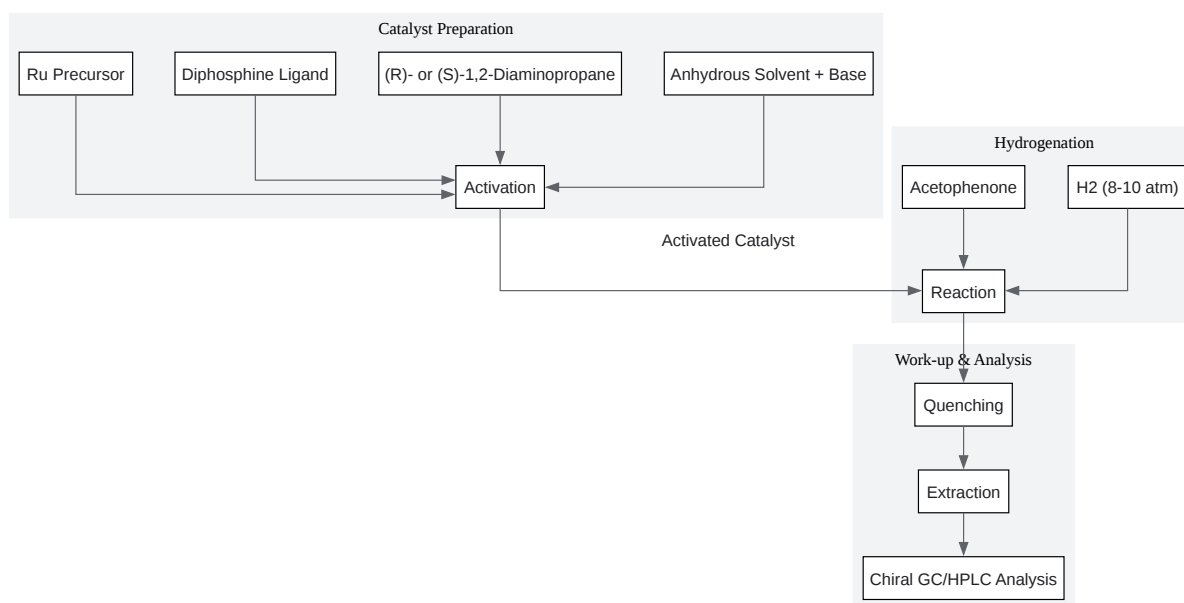 Catalyst Preparation
Ru Precursor
Diphosphine Ligand
(R)- or (S)-1,2-Diaminopropane
Anhydrous Solvent + Base
Activation
Activated Catalyst
Hydrogenation
Acetophenone
H2 (8-10 atm)
Reaction
Work-up & Analysis
Quenching
Extraction
Chiral GC/HPLC Analysis